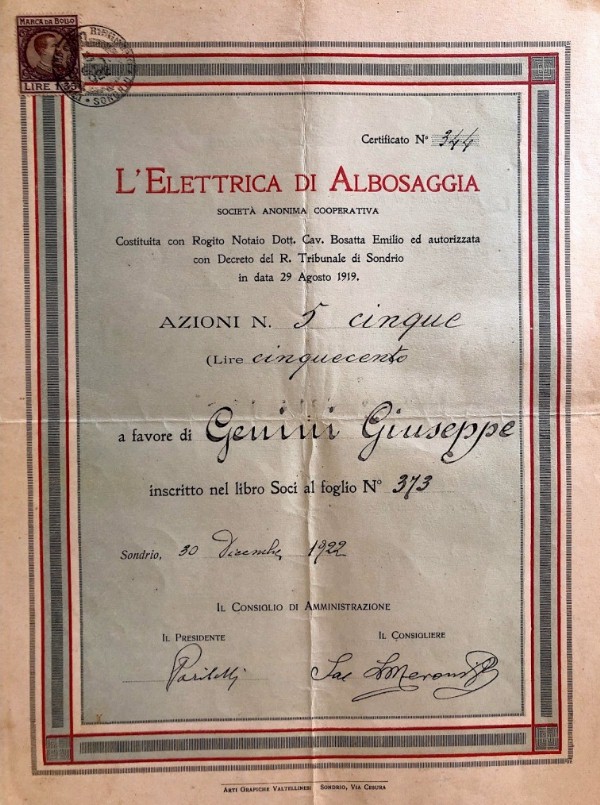 MARCA DA BOLLO
LIRE 1.35
Certificato N° 344
L'ELETTRICA DI ALBOSAGGIA
SOCIETÀ ANONIMA COOPERATIVA
Costituita con Rogito Notaio Dott. Cav. Bosatta Emilio ed autorizzata
con Decreto del R. Tribunale di Sondrio
in data 29 Agosto 1919.
AZIONI N. 5 cinque
(Lire cinquecento
a favore di Genini Giuseppe
inscritto nel libro Soci al foglio N° 373
Sondrio, 30 Dicembre 1922
IL CONSIGLIO DI AMMINISTRAZIONE
IL PRESIDENTE IL CONSIGLIERE
ARTI GRAFICHE VALTELLINESI SONDRIO, VIA CESURA